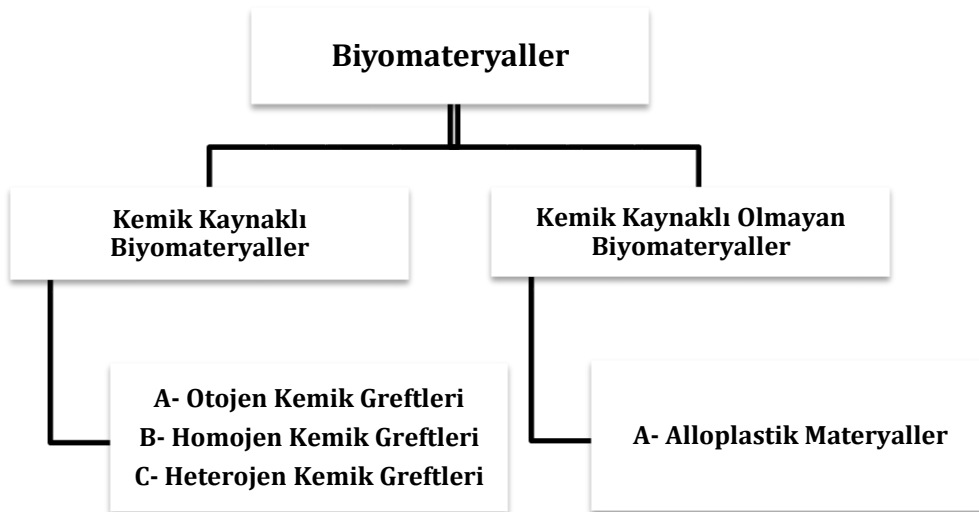 Biyomateryaller
Kemik Kaynaklı
Biyomateryaller
Kemik Kaynaklı Olmayan
Biyomateryaller
A- Otojen Kemik Greftleri
B- Homojen Kemik Greftleri
C- Heterojen Kemik Greftleri
A- Alloplastik Materyaller